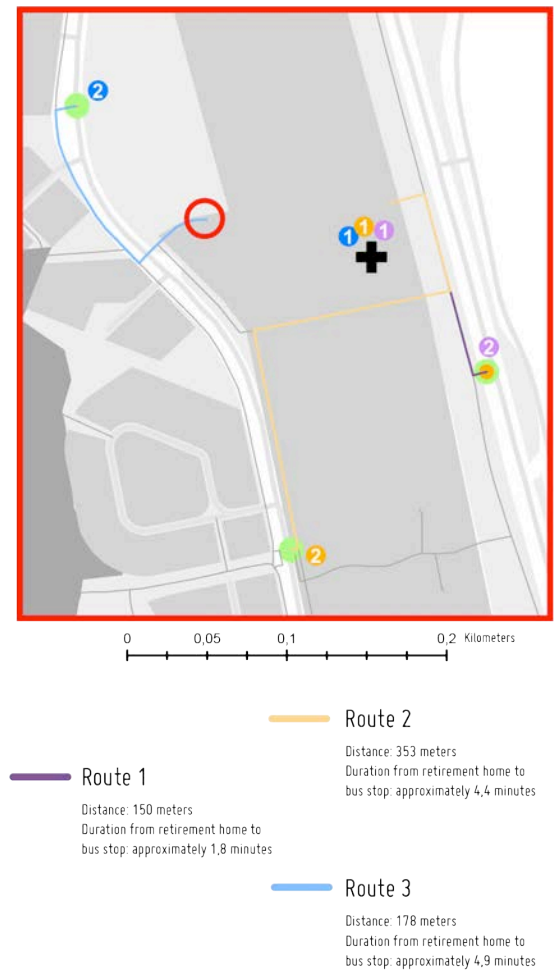 2
1
1
1
2
2
0 0,05 0,1 0,2 Kilometers
Route 2
Distance: 353 meters
Duration from retirement home to
bus stop: approximately 4,4 minutes
Route 1
Distance: 150 meters
Duration from retirement home to
bus stop: approximately 1,8 minutes
Route 3
Distance: 178 meters
Duration from retirement home to
bus stop: approximately 4,9 minutes